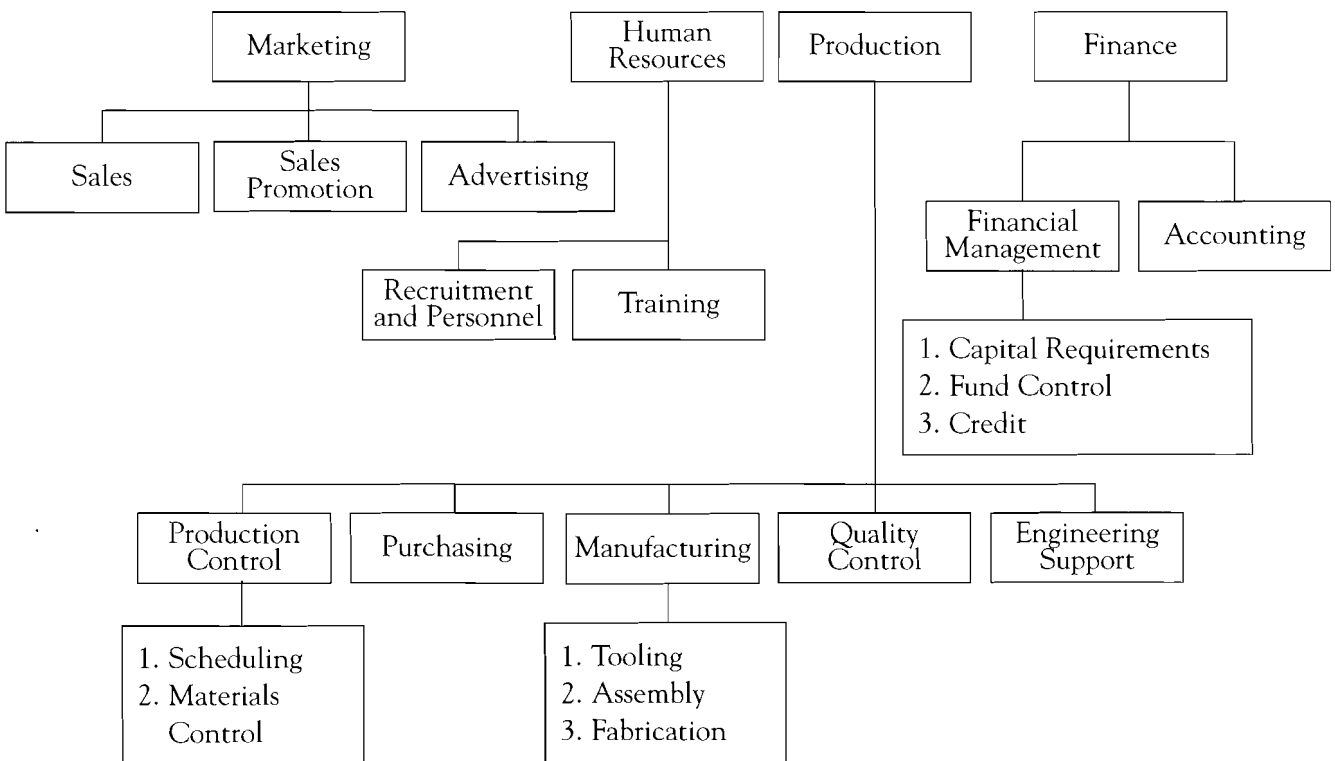 Marketing
Human
Resources
Production
Finance
Sales
Sales
Promotion
Advertising
Financial
Management
Accounting
Recruitment
and Personnel
Training
1. Capital Requirements
2. Fund Control
3. Credit
Production
Control
Purchasing
Manufacturing
Quality
Control
Engineering
Support
1. Scheduling
2. Materials
Control
1. Tooling
2. Assembly
3. Fabrication